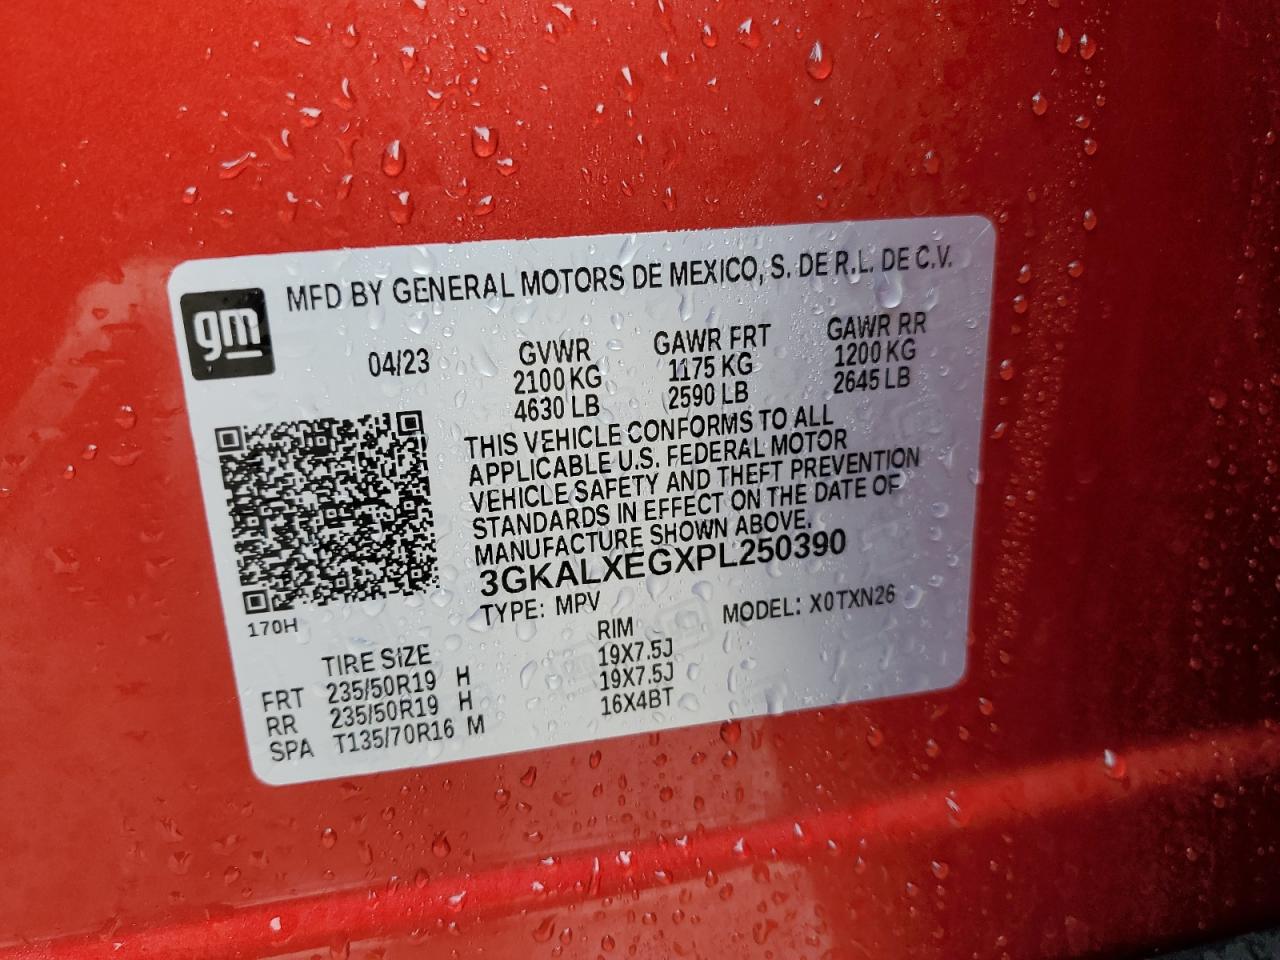 MFD BY GENERAL MOTORS DE MEXICO, S. DE R.L. DE C.V.
gm
04/23 GVWR GAWR FRT GAWR RR
2100 KG 1175 KG 1200 KG
4630 LB 2590 LB 2645 LB
THIS VEHICLE CONFORMS TO ALL
APPLICABLE U.S. FEDERAL MOTOR
VEHICLE SAFETY AND THEFT PREVENTION
STANDARDS IN EFFECT ON THE DATE OF
MANUFACTURE SHOWN ABOVE.
3GKALXEGXPL250390
170H
TYPE: MPV MODEL: X0TXN26
TIRE SIZE RIM
FRT 235/50R19 H 19X7.5J
RR 235/50R19 H 19X7.5J
SPA T135/70R16 M 16X4BT